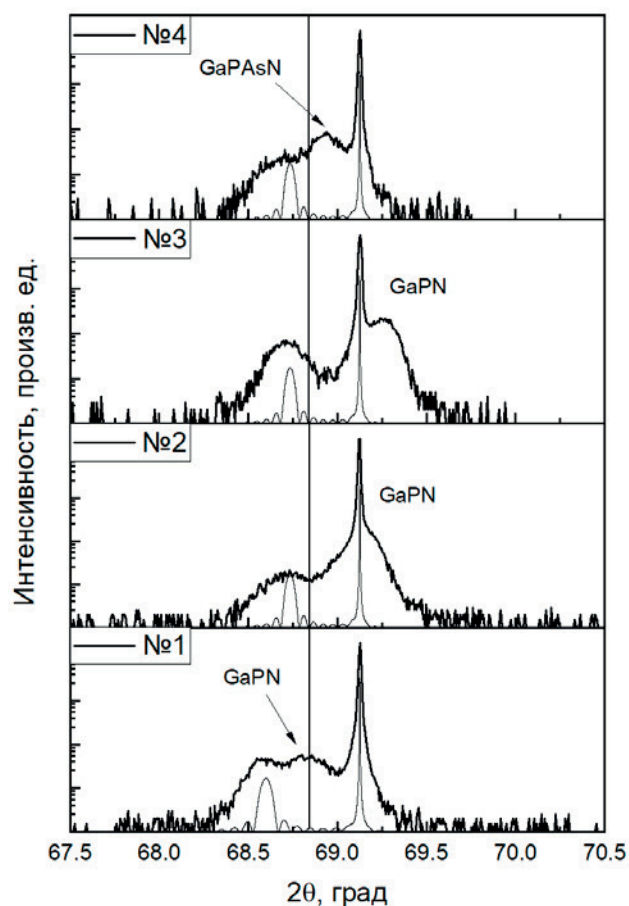 №4
GaPAsN
№3
GaPN
№2
GaPN
№1
GaPN
67.5 68.0 68.5 69.0 69.5 70.0 70.5
2θ, град
Интенсивность, произв. ед.